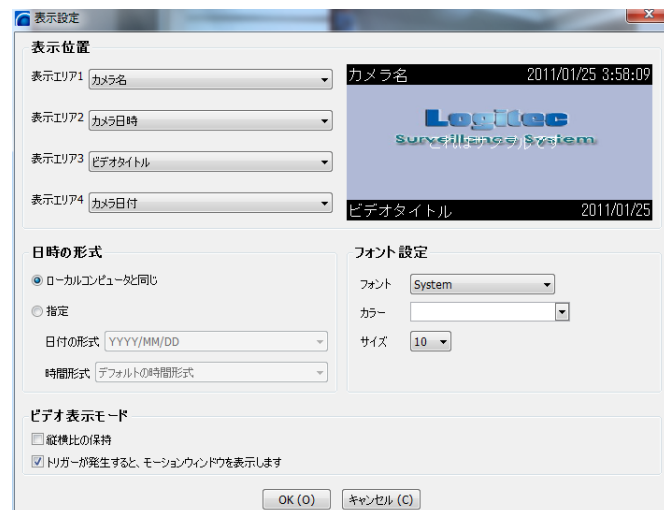 表示設定
表示位置
表示エリア1 カメラ名
表示エリア2 カメラ日時
表示エリア3 ビデオタイトル
表示エリア4 カメラ日付
カメラ名 2011/01/25 3:58:09
Logitec
Surveillance System
これはサンプルです
ビデオタイトル 2011/01/25
日時の形式
ローカルコンピュータと同じ
指定
日付の形式 YYYY/MM/DD
時間形式 デフォルトの時間形式
フォント設定
フォント System
カラー
サイズ 10
ビデオ表示モード
縦横比の保持
トリガーが発生すると、モーションウィンドウを表示します
OK (O) キャンセル (C)